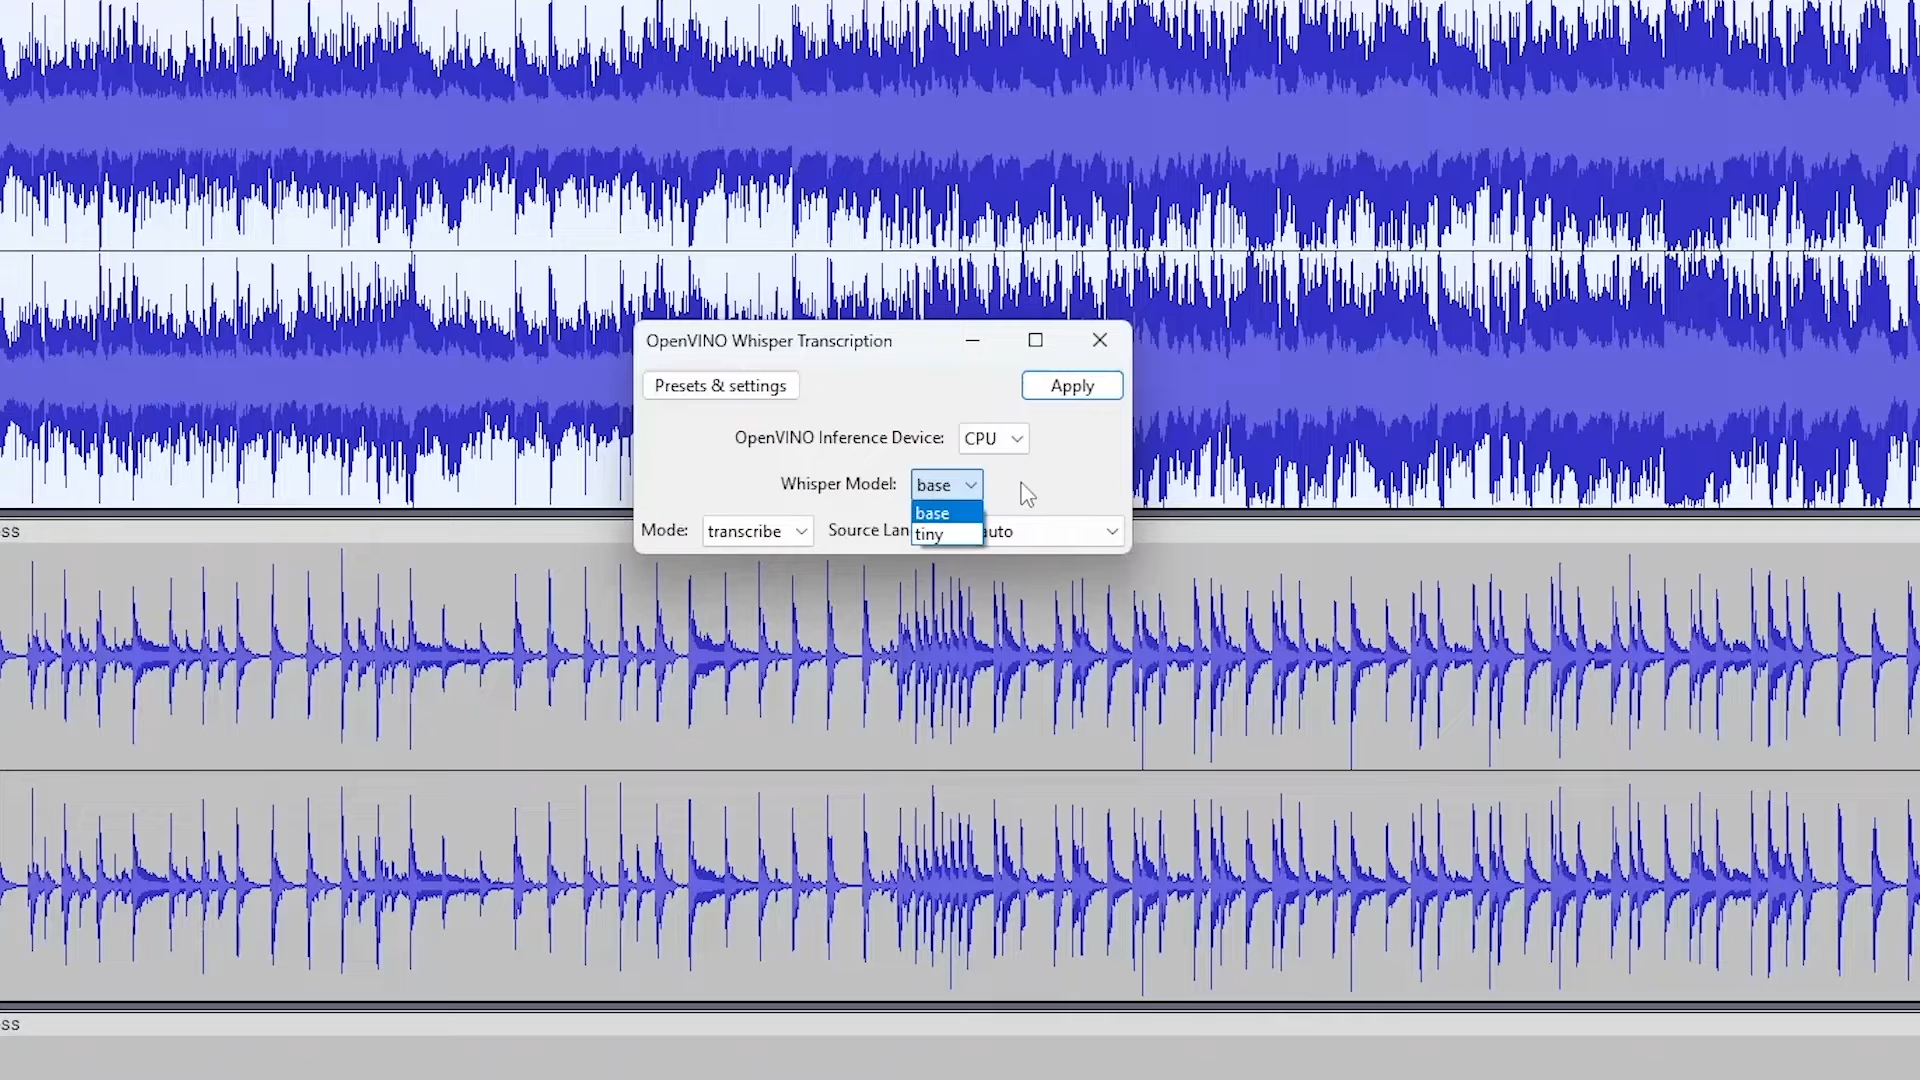 OpenVINO Whisper Transcription
Presets & settings
Apply
OpenVINO Inference Device: CPU
Whisper Model: base
base
tiny
Mode: transcribe Source Lan auto
ss
ss